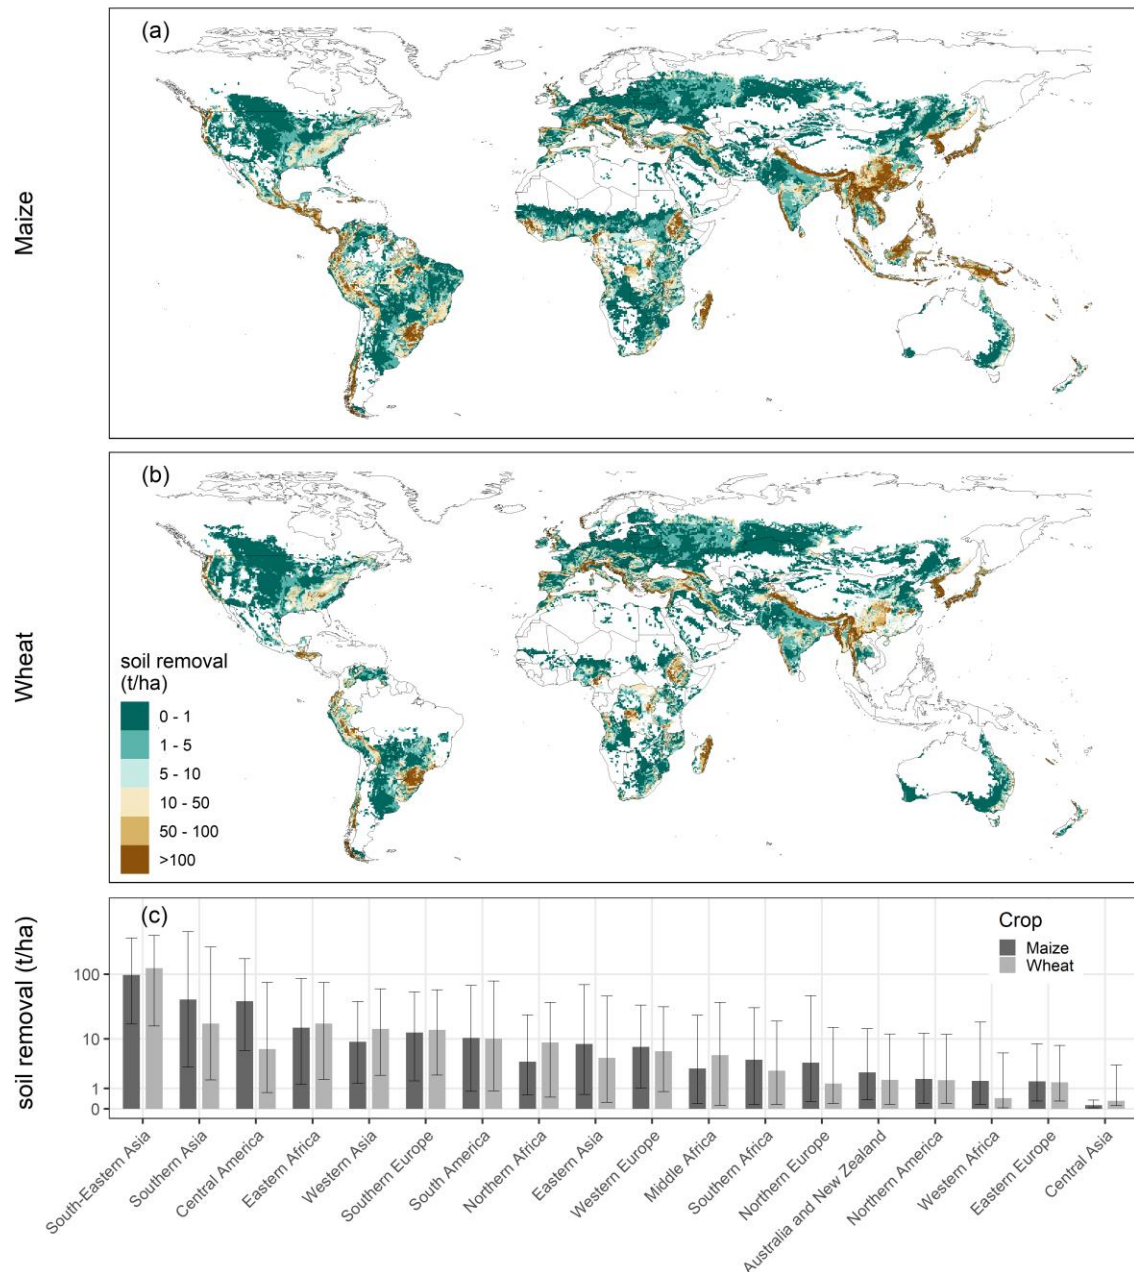 (a)
Maize
(b)
Wheat
soil removal
(t/ha)
0 - 1
1 - 5
5 - 10
10 - 50
50 - 100
>100
(c)
soil removal (t/ha)
Crop
Maize
Wheat
100
10
1
0
South-Eastern Asia
Southern Asia
Central America
Eastern Africa
Western Asia
Southern Europe
South America
Northern Africa
Eastern Asia
Western Europe
Middle Africa
Southern Africa
Northern Europe
Australia and New Zealand
Northern America
Western Africa
Eastern Europe
Central Asia